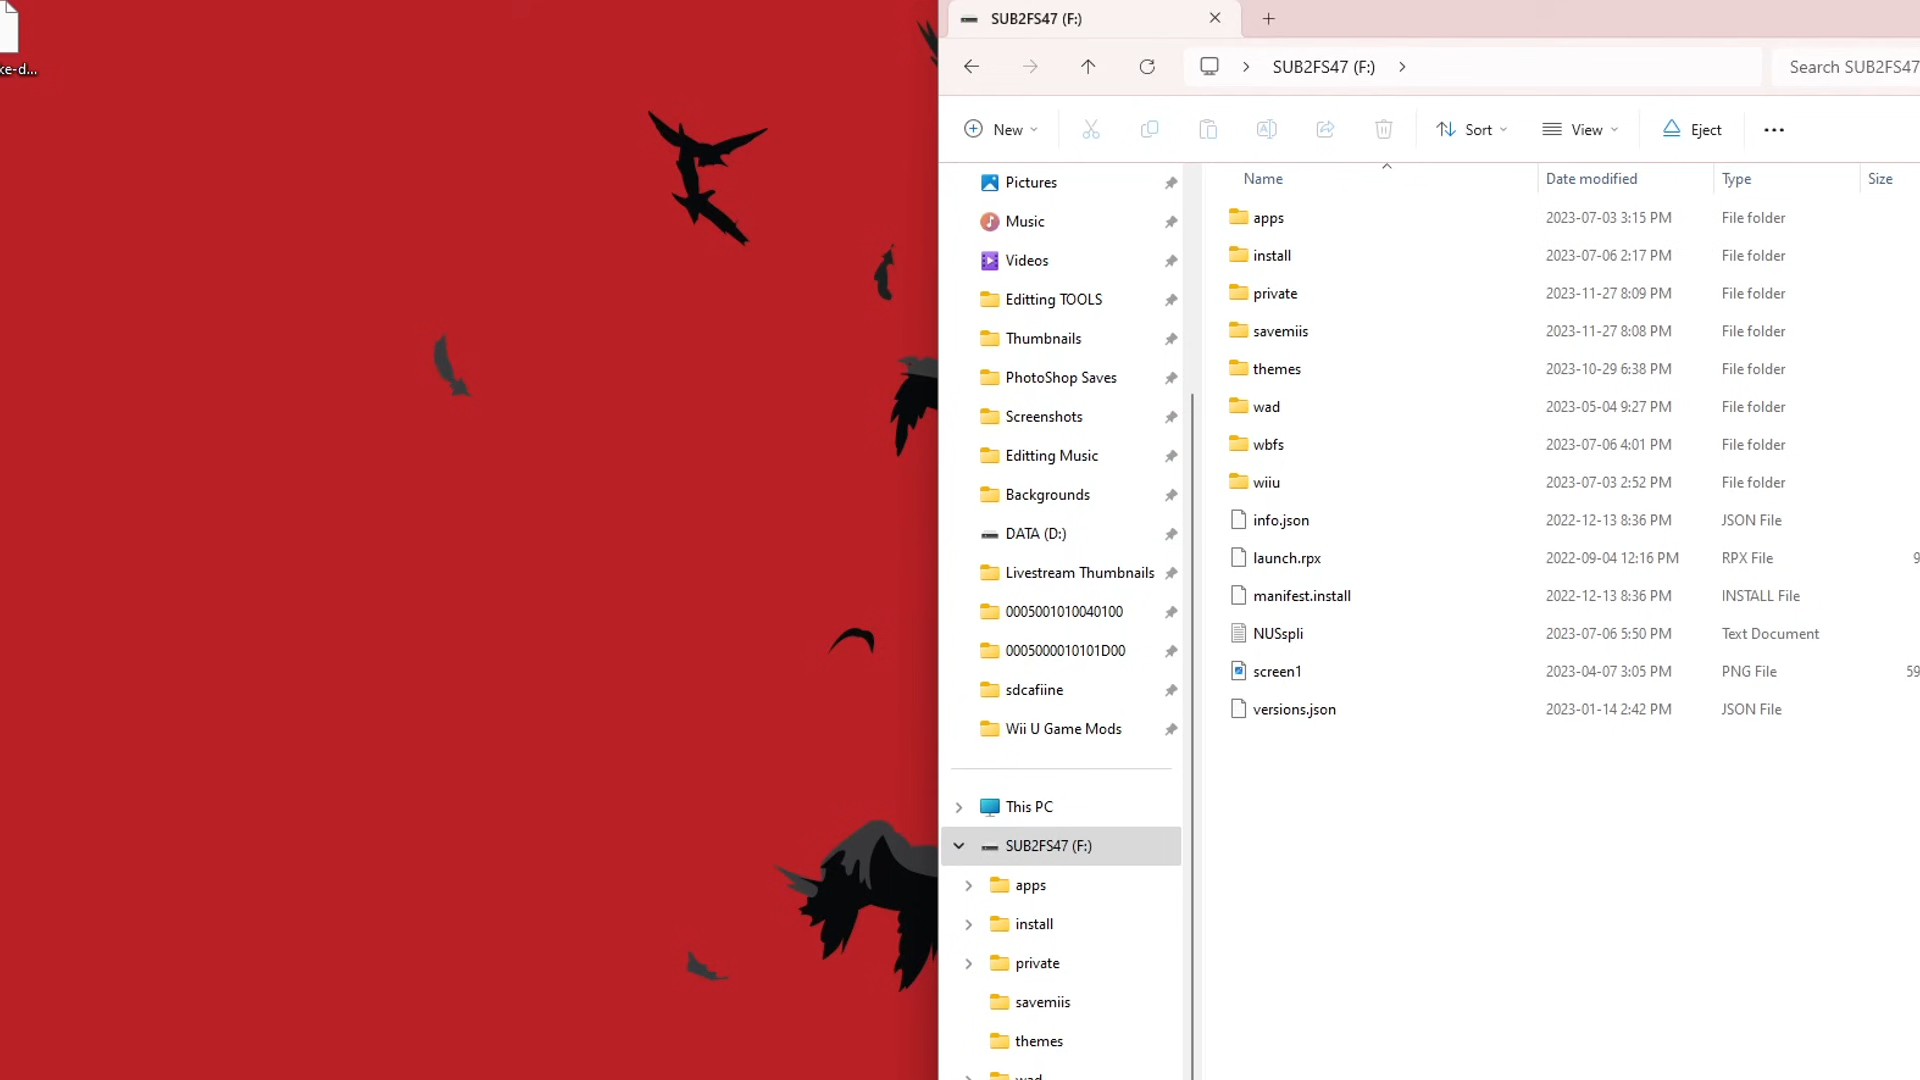 ke-d...
SUB2FS47 (F:)
SUB2FS47 (F:)
Search SUB2FS47
New
Sort
View
Eject
Name Date modified Type Size
Pictures
Music
Videos
Editting TOOLS
Thumbnails
PhotoShop Saves
Screenshots
Editting Music
Backgrounds
DATA (D:)
Livestream Thumbnails
0005001010040100
0005000010101D00
sdcafiine
Wii U Game Mods
This PC
SUB2FS47 (F:)
apps
install
private
savemiis
themes
wad
apps 2023-07-03 3:15 PM File folder
install 2023-07-06 2:17 PM File folder
private 2023-11-27 8:09 PM File folder
savemiis 2023-11-27 8:08 PM File folder
themes 2023-10-29 6:38 PM File folder
wad 2023-05-04 9:27 PM File folder
wbfs 2023-07-06 4:01 PM File folder
wiiu 2023-07-03 2:52 PM File folder
info.json 2022-12-13 8:36 PM JSON File
launch.rpx 2022-09-04 12:16 PM RPX File 9
manifest.install 2022-12-13 8:36 PM INSTALL File
NUSspli 2023-07-06 5:50 PM Text Document
screen1 2023-04-07 3:05 PM PNG File 59
versions.json 2023-01-14 2:42 PM JSON File